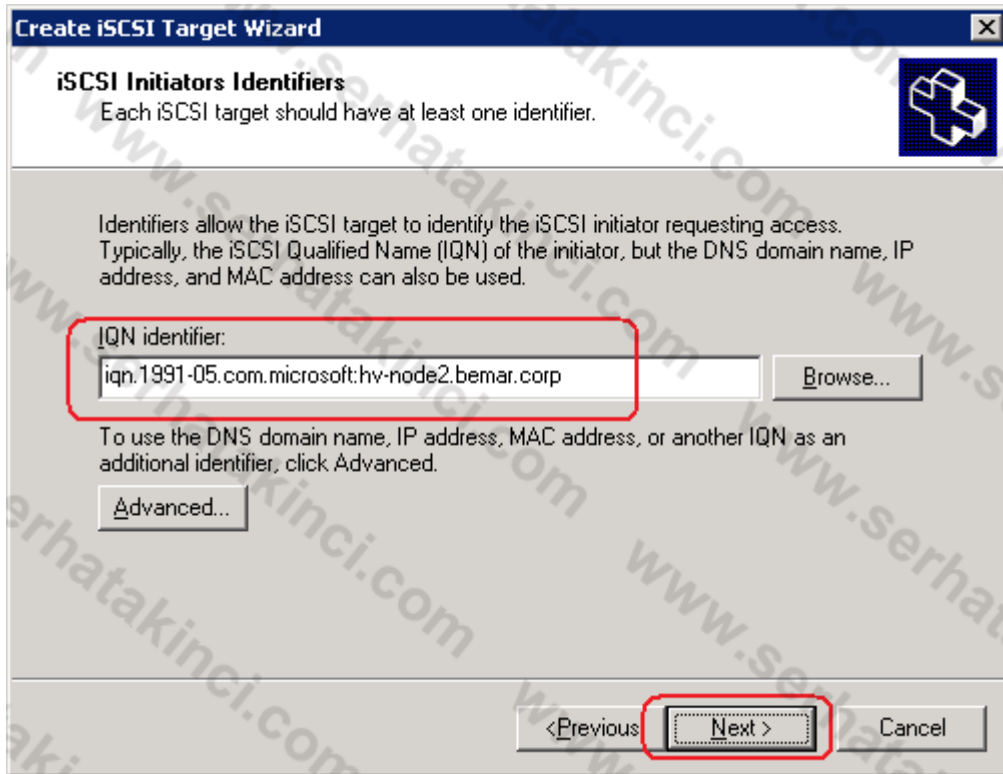 Create iSCSI Target Wizard
iSCSI Initiators Identifiers
Each iSCSI target should have at least one identifier.
Identifiers allow the iSCSI target to identify the iSCSI initiator requesting access.
Typically, the iSCSI Qualified Name (IQN) of the initiator, but the DNS domain name, IP
address, and MAC address can also be used.
IQN identifier:
iqn.1991-05.com.microsoft:hv-node2.bemar.corp
Browse...
To use the DNS domain name, IP address, MAC address, or another IQN as an
additional identifier, click Advanced.
Advanced...
<Previous
Next >
Cancel
www.serhatakinci.com